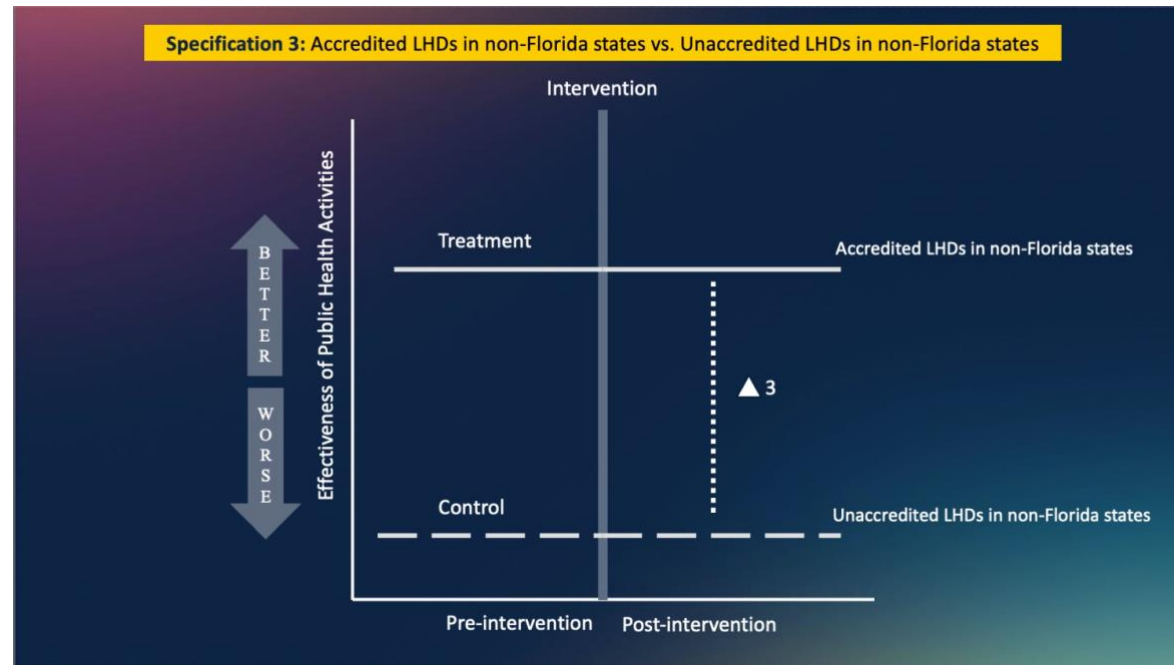 Specification 3: Accredited LHDs in non-Florida states vs. Unaccredited LHDs in non-Florida states
Intervention
Effectiveness of Public Health Activities
BETTER
WORSE
Treatment
Accredited LHDs in non-Florida states
▲ 3
Control
Unaccredited LHDs in non-Florida states
Pre-intervention
Post-intervention